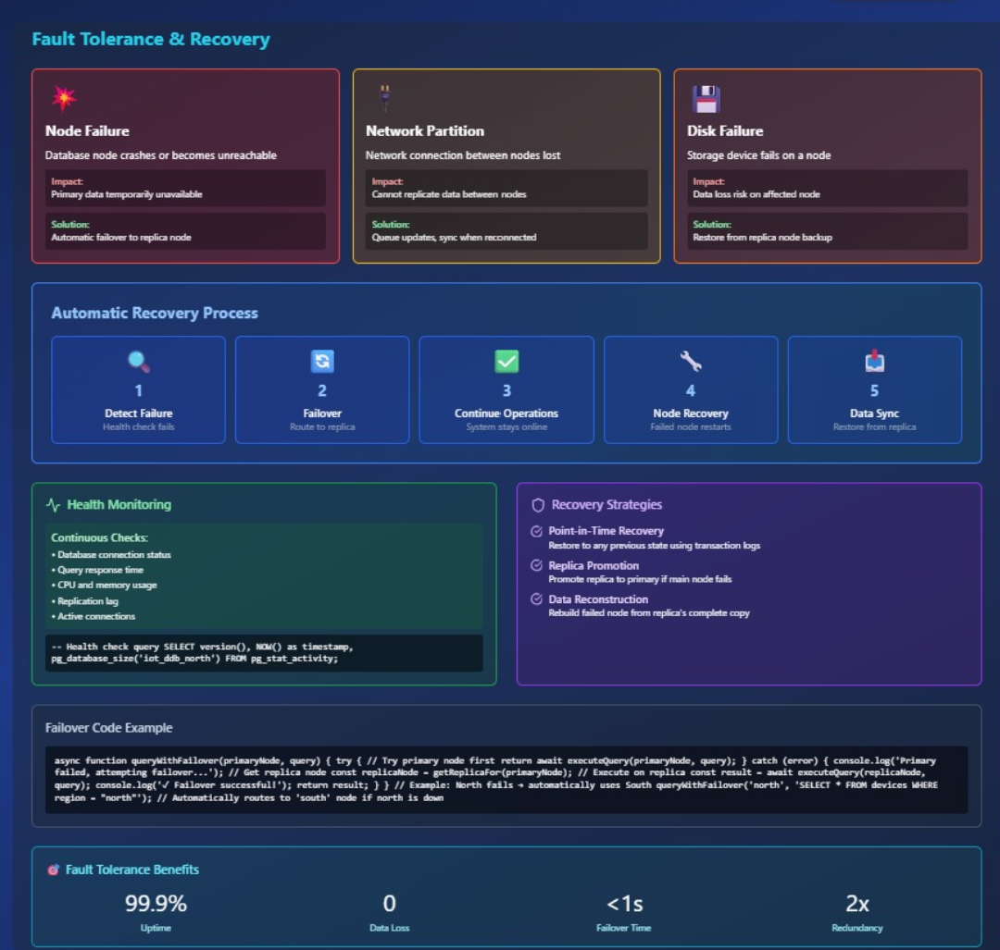 Fault Tolerance & Recovery
Node Failure
Database node crashes or becomes unreachable
Impact:
Primary data temporarily unavailable
Solution:
Automatic failover to replica node
Network Partition
Network connection between nodes lost
Impact:
Cannot replicate data between nodes
Solution:
Queue updates, sync when reconnected
Disk Failure
Storage device fails on a node
Impact:
Data loss risk on affected node
Solution:
Restore from replica node backup
Automatic Recovery Process
1
Detect Failure
Health check fails
2
Failover
Route to replica
3
Continue Operations
System stays online
4
Node Recovery
Failed node restarts
5
Data Sync
Restore from replica
Health Monitoring
Continuous Checks:
• Database connection status
• Query response time
• CPU and memory usage
• Replication lag
• Active connections
-- Health check query SELECT version(), NOW() as timestamp,
pg_database_size('iot_ddb_north') FROM pg_stat_activity;
Recovery Strategies
Point-in-Time Recovery
Restore to any previous state using transaction logs
Replica Promotion
Promote replica to primary if main node fails
Data Reconstruction
Rebuild failed node from replica's complete copy
Failover Code Example
async function queryWithFailover(primaryNode, query) { try { // Try primary node first return await executeQuery(primaryNode, query); } catch (error) { console.log('Primary
failed, attempting failover...'); // Get replica node const replicaNode = getReplicaFor(primaryNode); // Execute on replica const result = await executeQuery(replicaNode,
query); console.log('✓ Failover successful!'); return result; } } // Example: North fails → automatically uses South queryWithFailover('north', 'SELECT * FROM devices WHERE
region = "north"'); // Automatically routes to 'south' node if north is down
Fault Tolerance Benefits
99.9%
Uptime
0
Data Loss
<1s
Failover Time
2x
Redundancy